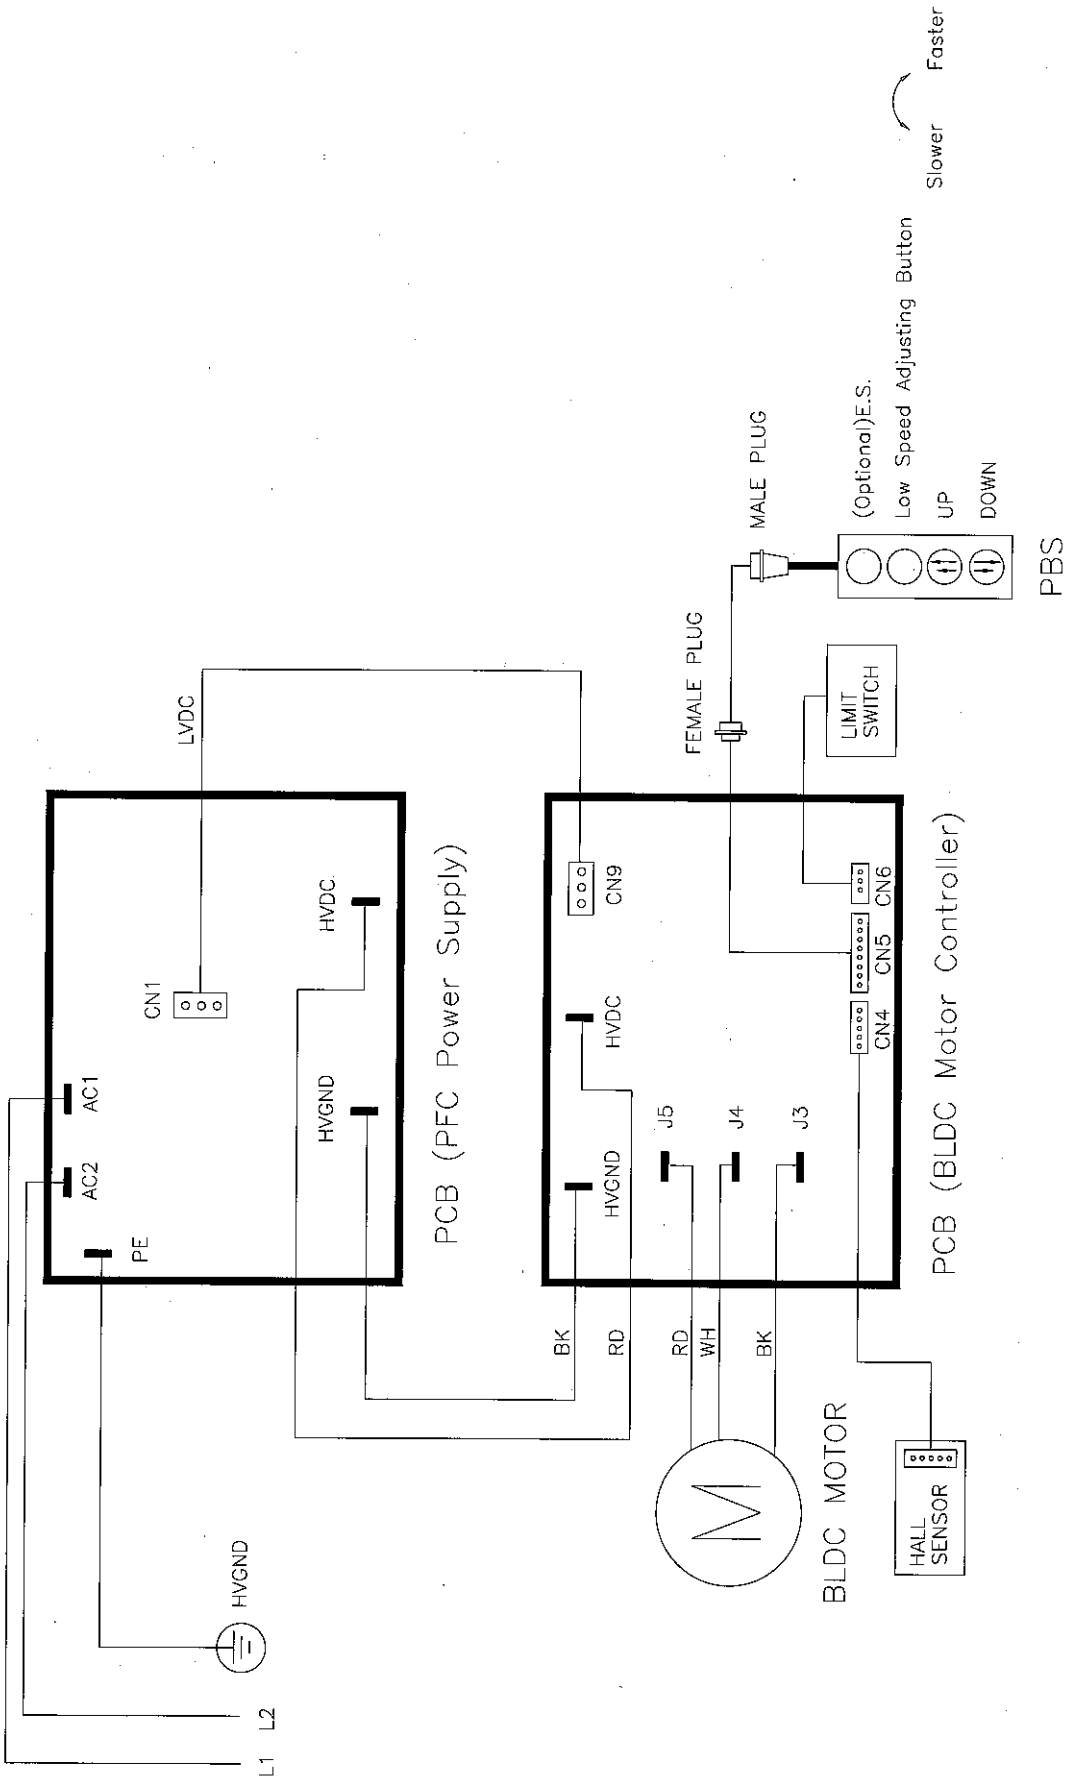 L1
L2
HVGND
PE
AC2
AC1
CN1
LVDC
HVGND
HVDC
PCB (PFC Power Supply)
BK
RD
HVGND
HVDC
CN9
RD
WH
BK
J5
J4
J3
CN4
CN5
CN6
PCB (BLDC Motor Controller)
M
BLDC MOTOR
HALL
SENSOR
FEMALE PLUG
MALE PLUG
LIMIT
SWITCH
(Optional)E.S.
Low Speed Adjusting Button
Slower
Faster
UP
DOWN
PBS